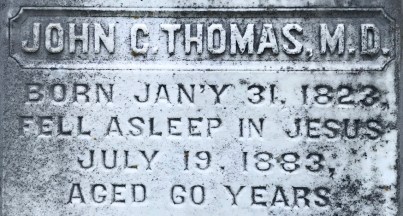 JOHN C. THOMAS, M.D.
BORN JAN'Y 31, 1823,
FELL ASLEEP IN JESUS
JULY 19, 1883,
AGED 60 YEARS